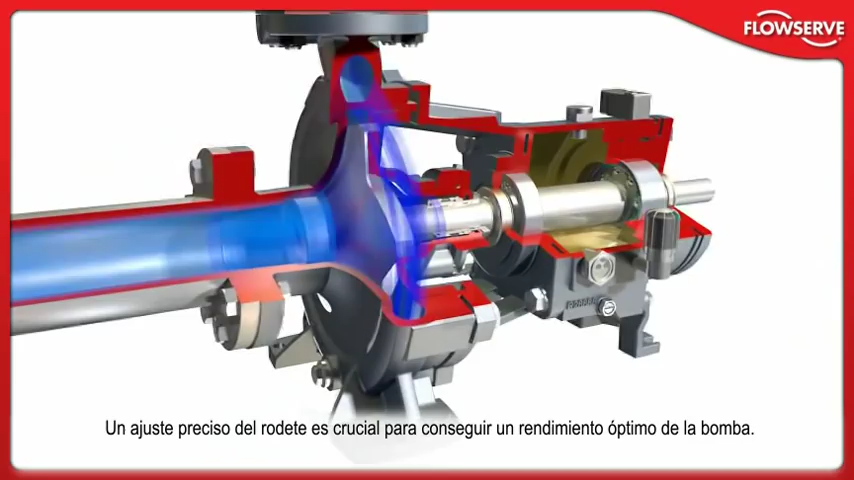 FLOWSERVE
Un ajuste preciso del rodete es crucial para conseguir un rendimiento óptimo de la bomba.